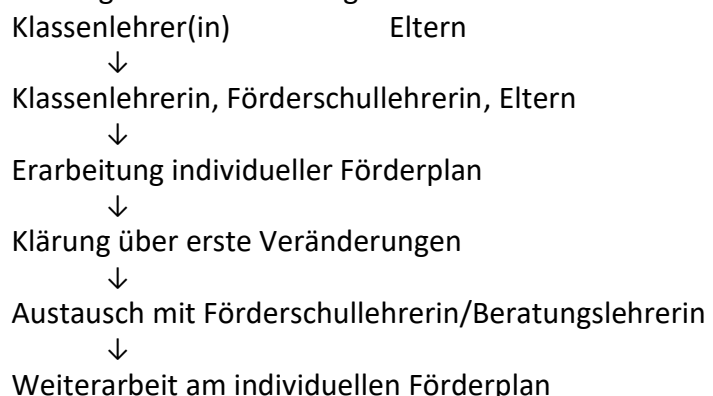 Klassenlehrer(in) Eltern
↓
Klassenlehrerin, Förderschullehrerin, Eltern
↓
Erarbeitung individueller Förderplan
↓
Klärung über erste Veränderungen
↓
Austausch mit Förderschullehrerin/Beratungslehrerin
↓
Weiterarbeit am individuellen Förderplan